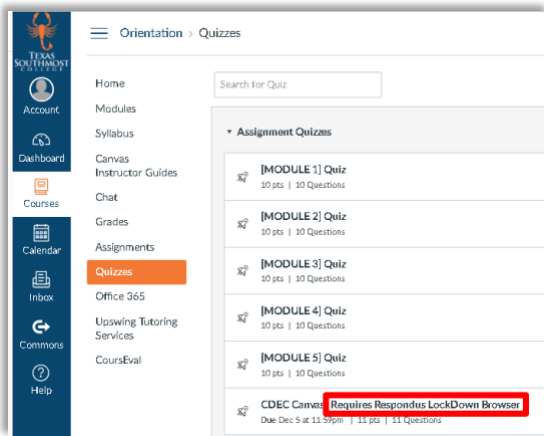 TEXAS
SOUTHMOST
COLLEGE
Account
Dashboard
Courses
Calendar
Inbox
Commons
Help
Orientation > Quizzes
Home
Modules
Syllabus
Canvas
Instructor Guides
Chat
Grades
Assignments
Quizzes
Office 365
Upswing Tutoring
Services
CoursEval
Search for Quiz
Assignment Quizzes
[MODULE 1] Quiz
10 pts | 10 Questions
[MODULE 2] Quiz
10 pts | 10 Questions
[MODULE 3] Quiz
10 pts | 10 Questions
[MODULE 4] Quiz
10 pts | 10 Questions
[MODULE 5] Quiz
10 pts | 10 Questions
CDEC Canvas Requires Respondus LockDown Browser
Due Dec 5 at 11:59pm | 11 pts | 11 Questions